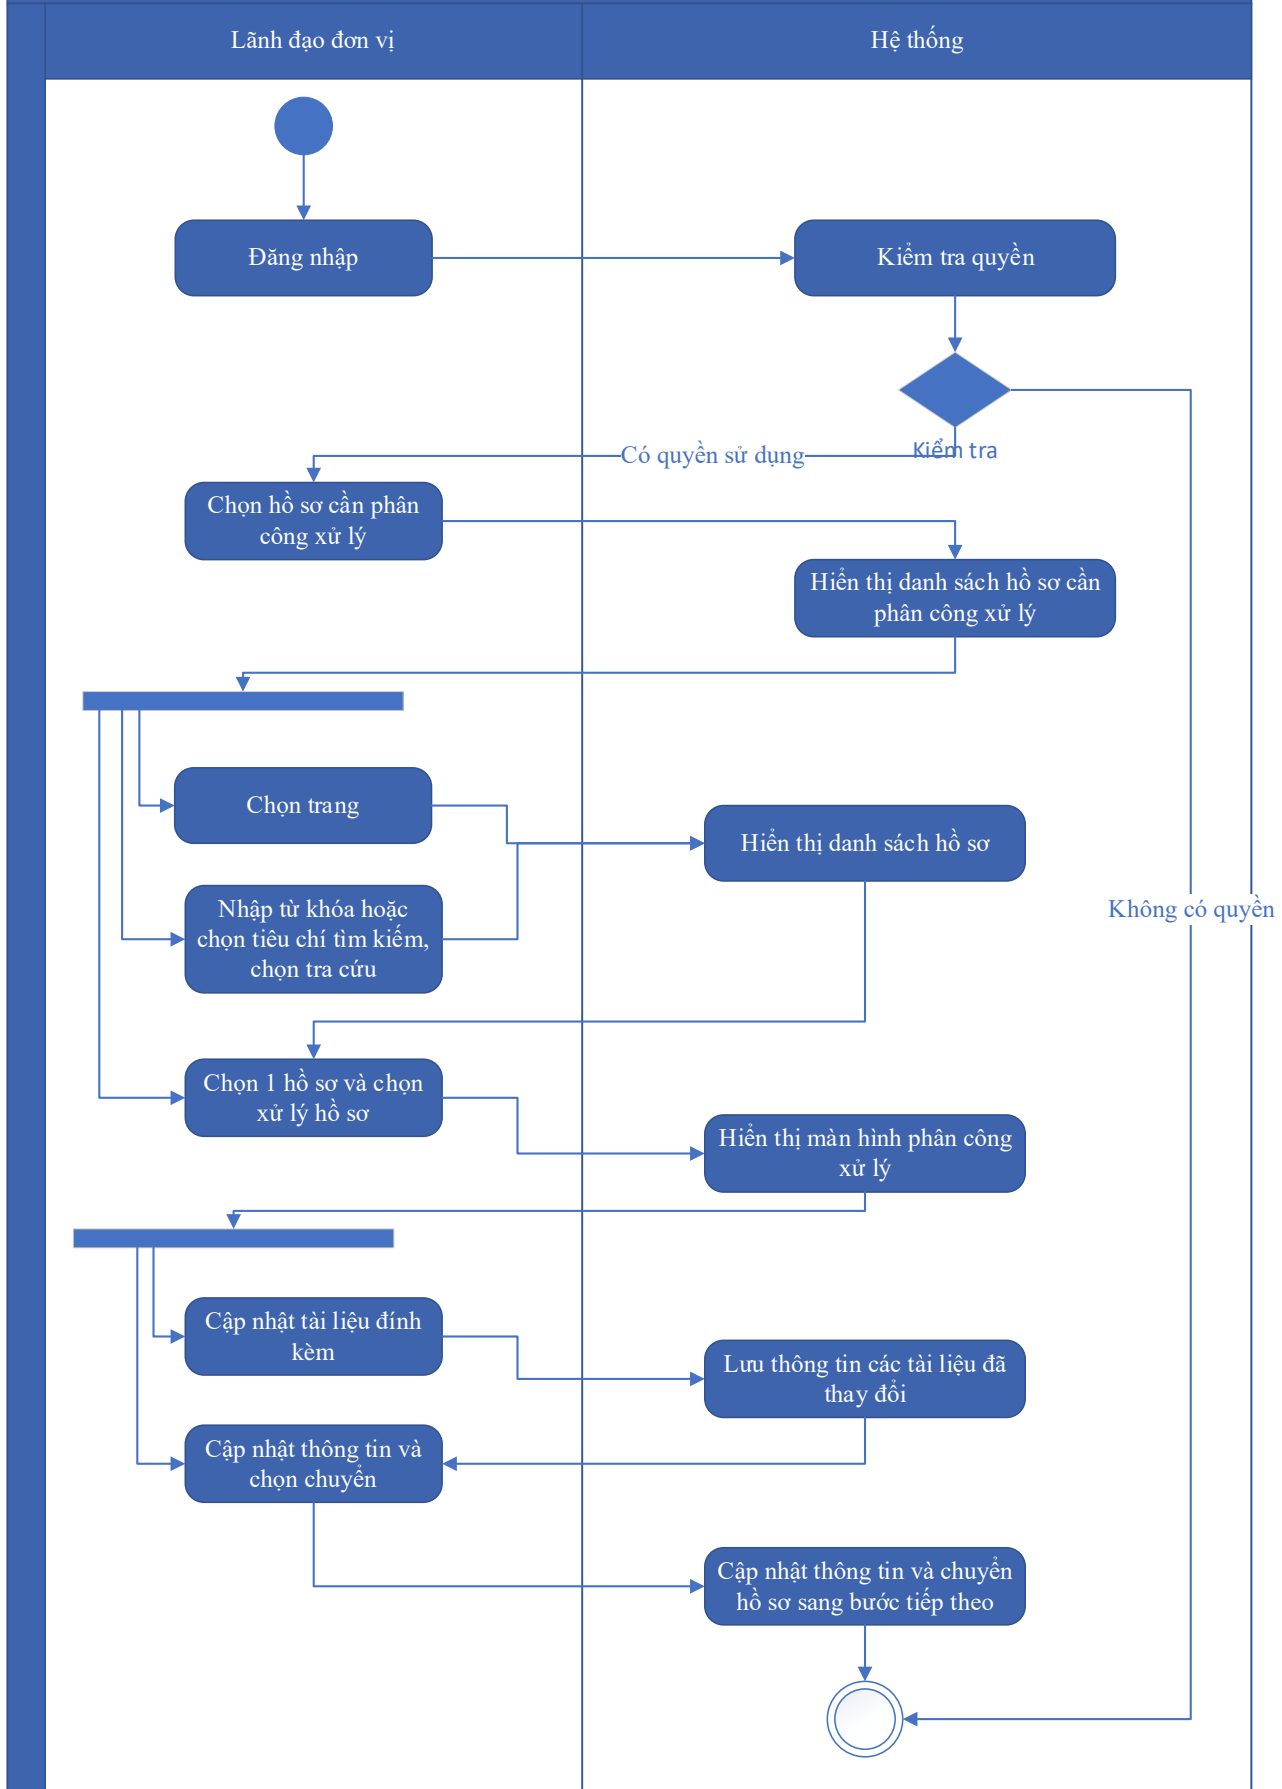 Lãnh đạo đơn vị
Hệ thống
Đăng nhập
Kiểm tra quyền
Có quyền sử dụng
Kiểm tra
Chọn hồ sơ cần phân
công xử lý
Hiển thị danh sách hồ sơ cần
phân công xử lý
Chọn trang
Hiển thị danh sách hồ sơ
Nhập từ khóa hoặc
chọn tiêu chí tìm kiếm,
chọn tra cứu
Không có quyền
Chọn 1 hồ sơ và chọn
xử lý hồ sơ
Hiển thị màn hình phân công
xử lý
Cập nhật tài liệu đính
kèm
Lưu thông tin các tài liệu đã
thay đổi
Cập nhật thông tin và
chọn chuyển
Cập nhật thông tin và chuyển
hồ sơ sang bước tiếp theo